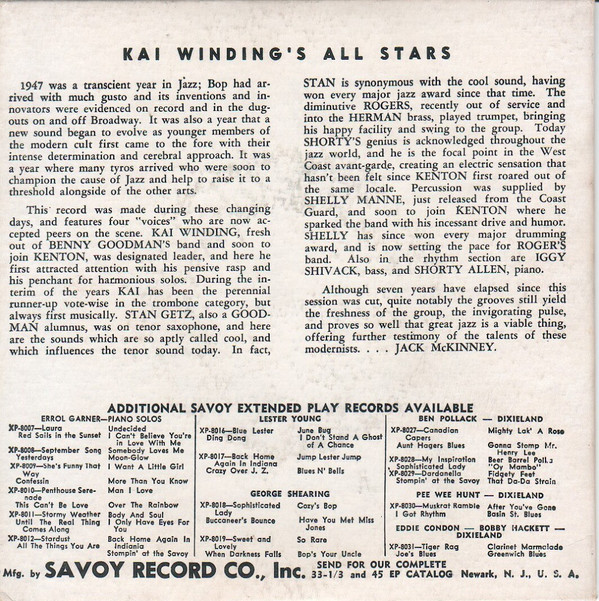 KAI WINDING'S ALL STARS
1947 was a transcient year in Jazz; Bop had ar-
rived with much gusto and its inventions and in-
novators were evidenced on record and in the dug-
outs on and off Broadway. It was also a year that a
new sound began to evolve as younger members of
the modern cult first came to the fore with their
intense determination and cerebral approach. It was
a year where many tyros arrived who were soon to
champion the cause of Jazz and help to raise it to a
threshold alongside of the other arts.
This record was made during these changing
days, and features four "voices" who are now ac-
cepted peers on the scene. KAI WINDING, fresh
out of BENNY GOODMAN'S band and soon to
join KENTON, was designated leader, and here he
first attracted attention with his pensive rasp and
his penchant for harmonious solos. During the in-
terim of the years KAI has been the perennial
runner-up vote-wise in the trombone category, but
always first musically. STAN GETZ, also a GOOD-
MAN alumnus, was on tenor saxophone, and here
are the sounds which are so aptly called cool, and
which influences the tenor sound today. In fact,
STAN is synonymous with the cool sound, having
won every major jazz award since that time. The
diminutive ROGERS, recently out of service and
into the HERMAN brass, played trumpet, bringing
his happy facility and swing to the group. Today
SHORTY'S genius is acknowledged throughout the
jazz world, and he is the focal point in the West
Coast avant-garde, creating an electric sensation that
hasn't been felt since KENTON first roared out of
the same locale. Percussion was supplied by
SHELLY MANNE, just released from the Coast
Guard, and soon to join KENTON where he
sparked the band with his incessant drive and humor.
SHELLY has since won every major drumming
award, and is now setting the pace for ROGER'S
band. Also in the rhythm section are IGGY
SHIVACK, bass, and SHORTY ALLEN, piano.
Although seven years have elapsed since this
session was cut, quite notably the grooves still yield
the freshness of the group, the invigorating pulse,
and proves so well that great jazz is a viable thing,
offering further testimony of the talents of these
modernists. . . . JACK McKINNEY.
ADDITIONAL SAVOY EXTENDED PLAY RECORDS AVAILABLE
ERROL GARNER—PIANO SOLOS
XP-8007—Laura Undecided
Red Sails in the Sunset I Can't Believe You're
in Love With Me
XP-8008—September Song Somebody Loves Me
Yesterdays Moon-Glow
XP-8009—She's Funny That I Want A Little Girl
Way
Confessin More Than You Know
XP-8010—Penthouse Sere- Man I Love
nade
This Can't Be Love Over The Rainbow
XP-8011—Stormy Weather Body And Soul
Until The Real Thing I Only Have Eyes For
Comes Along You
XP-8012—Stardust Back Home Again In
All The Things You Are Indiania
Stompin' at the Savoy
LESTER YOUNG
XP-8016—Blue Lester June Bug
Ding Dong I Don't Stand A Ghost
of A Chance
XP-8017—Back Home Jump Lester Jump
Again In Indiana
Crazy Over J. Z. Blues N' Bells
GEORGE SHEARING
XP-8018—Sophisticated Cozy's Bop
Lady
Buccaneer's Bounce Have You Met Miss
Jones
XP-8019—Sweet and So Rare
Lovely
When Darkness Falls Bop's Your Uncle
BEN POLLACK — DIXIELAND
XP-8027—Canadian Mighty Lak' A Rose
Capers
Aunt Hagers Blues Gonna Stomp Mr.
Henry Lee
XP-8028—My Inspiration Beer Barrel Polka
Sophisticated Lady "Oy Mambo"
XP-8029—Dardanella Fidgety Feet
Stompin' at the Savoy That Da-Da Strain
PEE WEE HUNT — DIXIELAND
XP-8030—Muskrat Ramble After You've Gone
I Got Rhythm Basin St. Blues
EDDIE CONDON — BOBBY HACKETT —
DIXIELAND
XP-8031—Tiger Rag Clarinet Marmalade
Joe's Blues Greenwich Blues
Mfg. by SAVOY RECORD CO., Inc. SEND FOR OUR COMPLETE
33-1/3 and 45 EP CATALOG Newark, N. J., U. S. A.